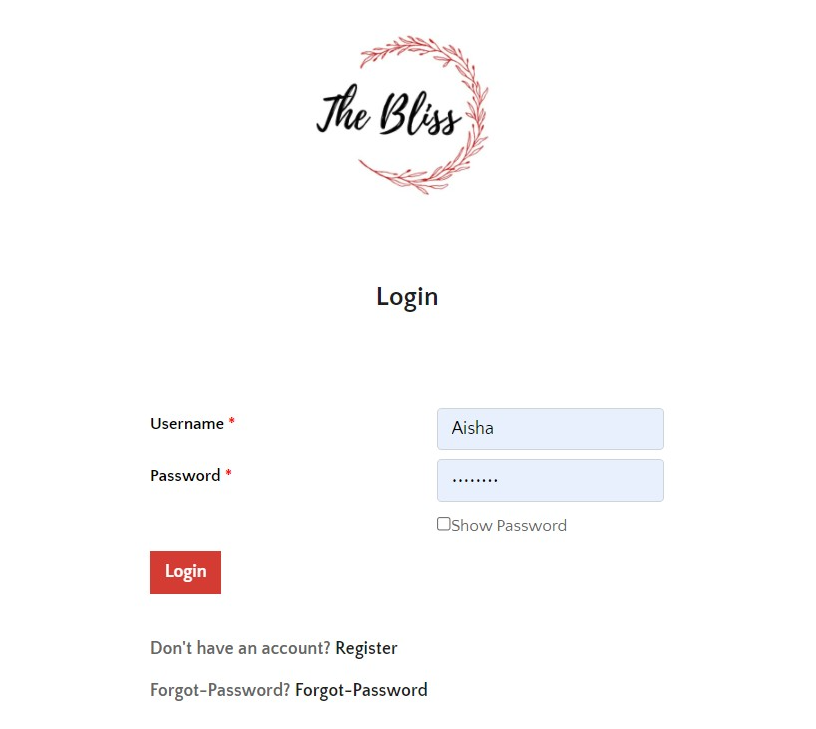 The Bliss
Login
Username *
Aisha
Password *
........
Show Password
Login
Don't have an account? Register
Forgot-Password? Forgot-Password